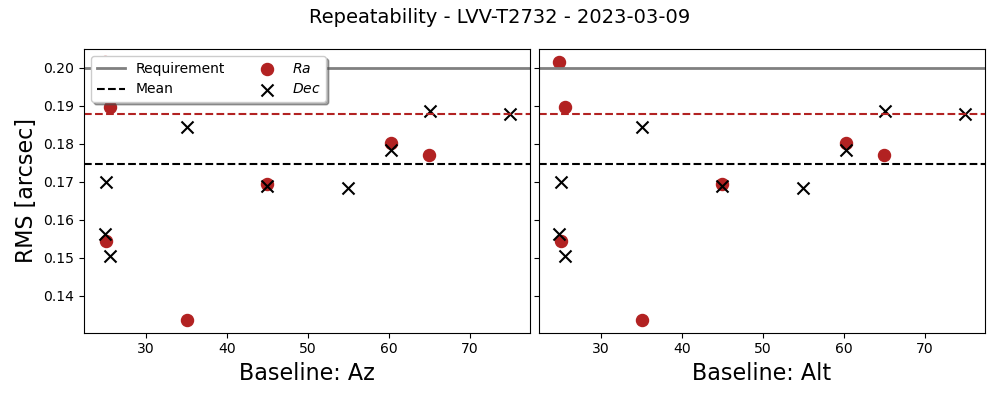 Repeatability - LVV-T2732 - 2023-03-09
Requirement
Mean
Ra
Dec
0.20
0.19
0.18
0.17
0.16
0.15
0.14
RMS [arcsec]
30 40 50 60 70
Baseline: Az
30 40 50 60 70
Baseline: Alt